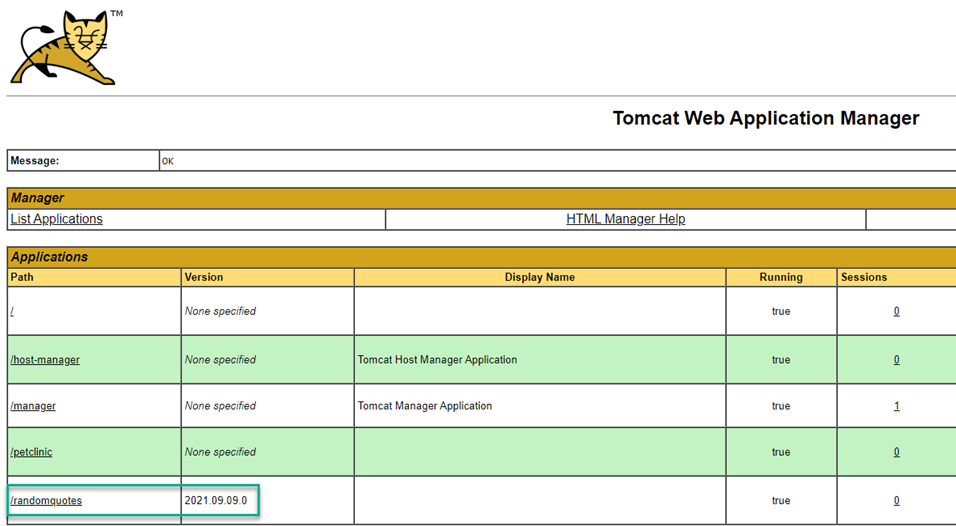 TM
Tomcat Web Application Manager
Message: OK
Manager
List Applications HTML Manager Help
Applications
Path Version Display Name Running Sessions
/ None specified true 0
/host-manager None specified Tomcat Host Manager Application true 0
/manager None specified Tomcat Manager Application true 1
/petclinic None specified true 0
/randomquotes 2021.09.09.0 true 0